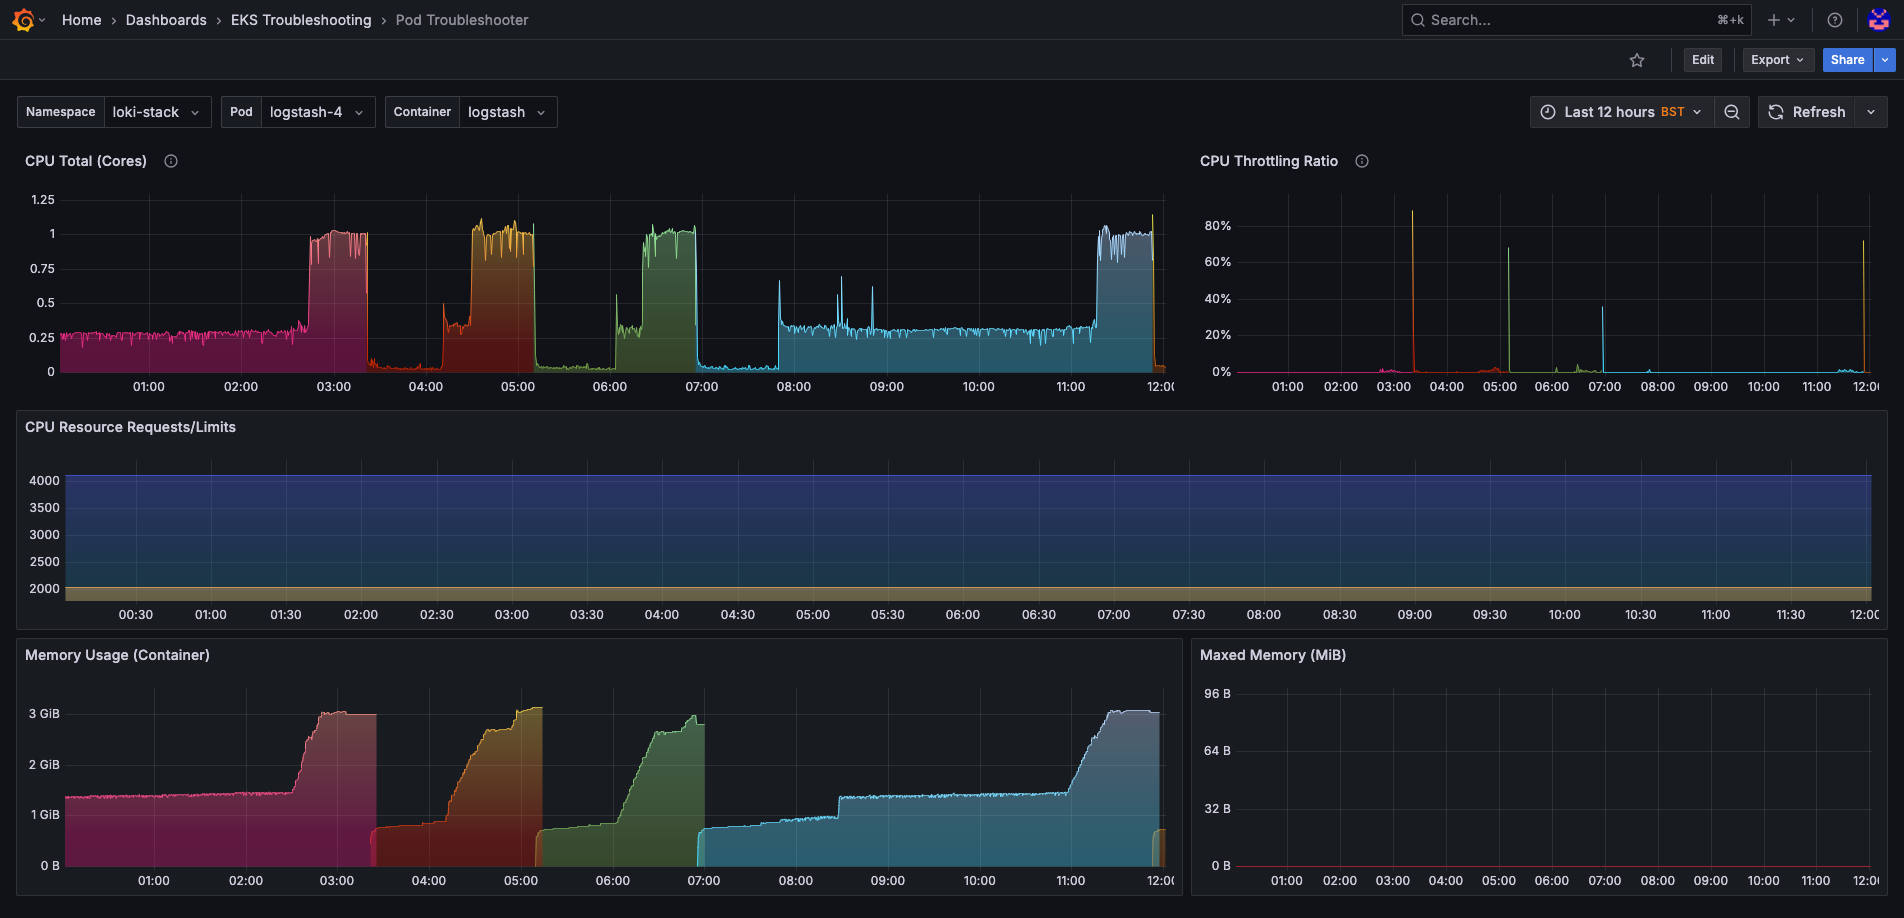 Home › Dashboards › EKS Troubleshooting › Pod Troubleshooter
Search... ⌘+k
Edit Export Share
Namespace loki-stack Pod logstash-4 Container logstash
Last 12 hours BST Refresh
CPU Total (Cores)
1.25
1
0.75
0.5
0.25
0
01:00 02:00 03:00 04:00 05:00 06:00 07:00 08:00 09:00 10:00 11:00 12:00
CPU Throttling Ratio
80%
60%
40%
20%
0%
01:00 02:00 03:00 04:00 05:00 06:00 07:00 08:00 09:00 10:00 11:00 12:00
CPU Resource Requests/Limits
4000
3500
3000
2500
2000
00:30 01:00 01:30 02:00 02:30 03:00 03:30 04:00 04:30 05:00 05:30 06:00 06:30 07:00 07:30 08:00 08:30 09:00 09:30 10:00 10:30 11:00 11:30 12:00
Memory Usage (Container)
3 GiB
2 GiB
1 GiB
0 B
01:00 02:00 03:00 04:00 05:00 06:00 07:00 08:00 09:00 10:00 11:00 12:00
Maxed Memory (MiB)
96 B
64 B
32 B
0 B
01:00 02:00 03:00 04:00 05:00 06:00 07:00 08:00 09:00 10:00 11:00 12:00